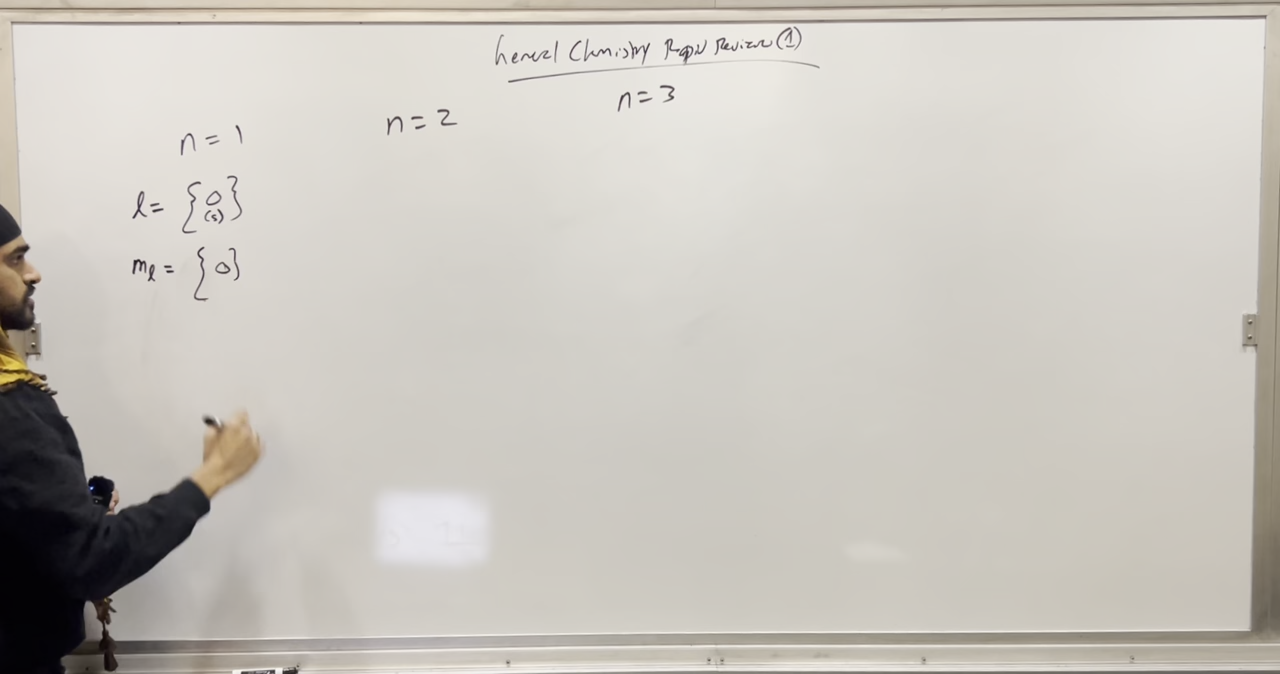 General Chemistry Rapid Review (1)
n = 1
n = 2
n = 3
l = {0}
(s)
mℓ = {0}